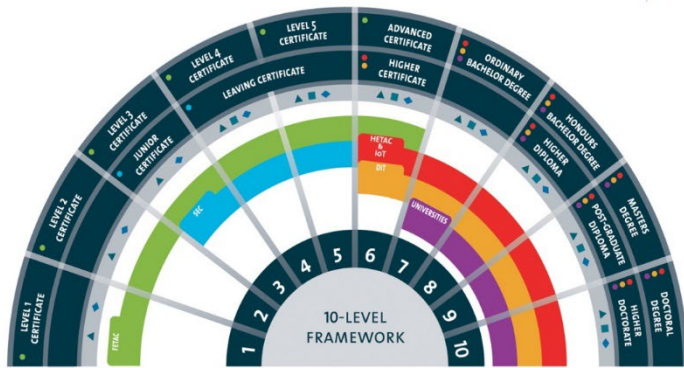 LEVEL 1
CERTIFICATE
LEVEL 2
CERTIFICATE
LEVEL 3
CERTIFICATE
JUNIOR
CERTIFICATE
LEVEL 4
CERTIFICATE
LEVEL 5
CERTIFICATE
LEAVING CERTIFICATE
ADVANCED
CERTIFICATE
HIGHER
CERTIFICATE
ORDINARY
BACHELOR DEGREE
HONOURS
BACHELOR DEGREE
HIGHER
DIPLOMA
MASTERS
DEGREE
POST-GRADUATE
DIPLOMA
DOCTORAL
DEGREE
HIGHER
DOCTORATE
FETAC
SEC
HETAC
& IoT
DIT
UNIVERSITIES
1
2
3
4
5
6
7
8
9
10
10-LEVEL
FRAMEWORK